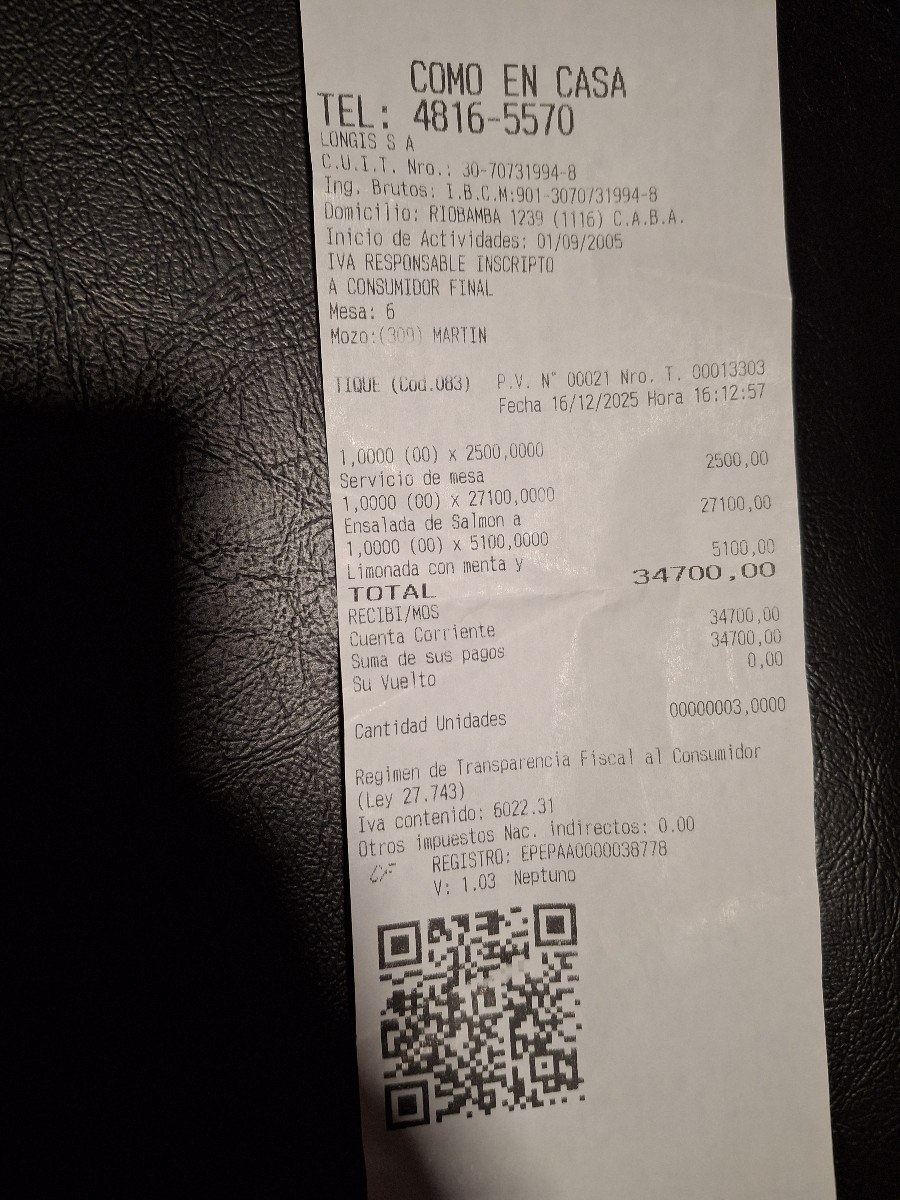 COMO EN CASA
TEL: 4816-5570
LONGIS S A
C.U.I.T. Nro.: 30-70731994-8
Ing. Brutos: I.B.C.M:901-3070731994-8
Domicilio: RIOBAMBA 1239 (1116) C.A.B.A.
Inicio de Actividades: 01/09/2005
IVA RESPONSABLE INSCRIPTO
A CONSUMIDOR FINAL
Mesa: 6
Mozo:(309) MARTIN
TIQUE (Cod.083) P.V. N° 00021 Nro. T. 00013303
Fecha 16/12/2025 Hora 16:12:57
1,0000 (00) x 2500,0000
Servicio de mesa 2500,00
1,0000 (00) x 27100,0000
Ensalada de Salmon a 27100,00
1,0000 (00) x 5100,0000
Limonada con menta y 5100,00
TOTAL 34700,00
RECIBI/MOS
Cuenta Corriente 34700,00
Suma de sus pagos 34700,00
Su Vuelto 0,00
Cantidad Unidades 00000003,0000
Regimen de Transparencia Fiscal al Consumidor
(Ley 27.743)
Iva contenido: 6022.31
Otros impuestos Nac. indirectos: 0.00
CF REGISTRO: EPEPAA0000038778
V: 1.03 Neptuno